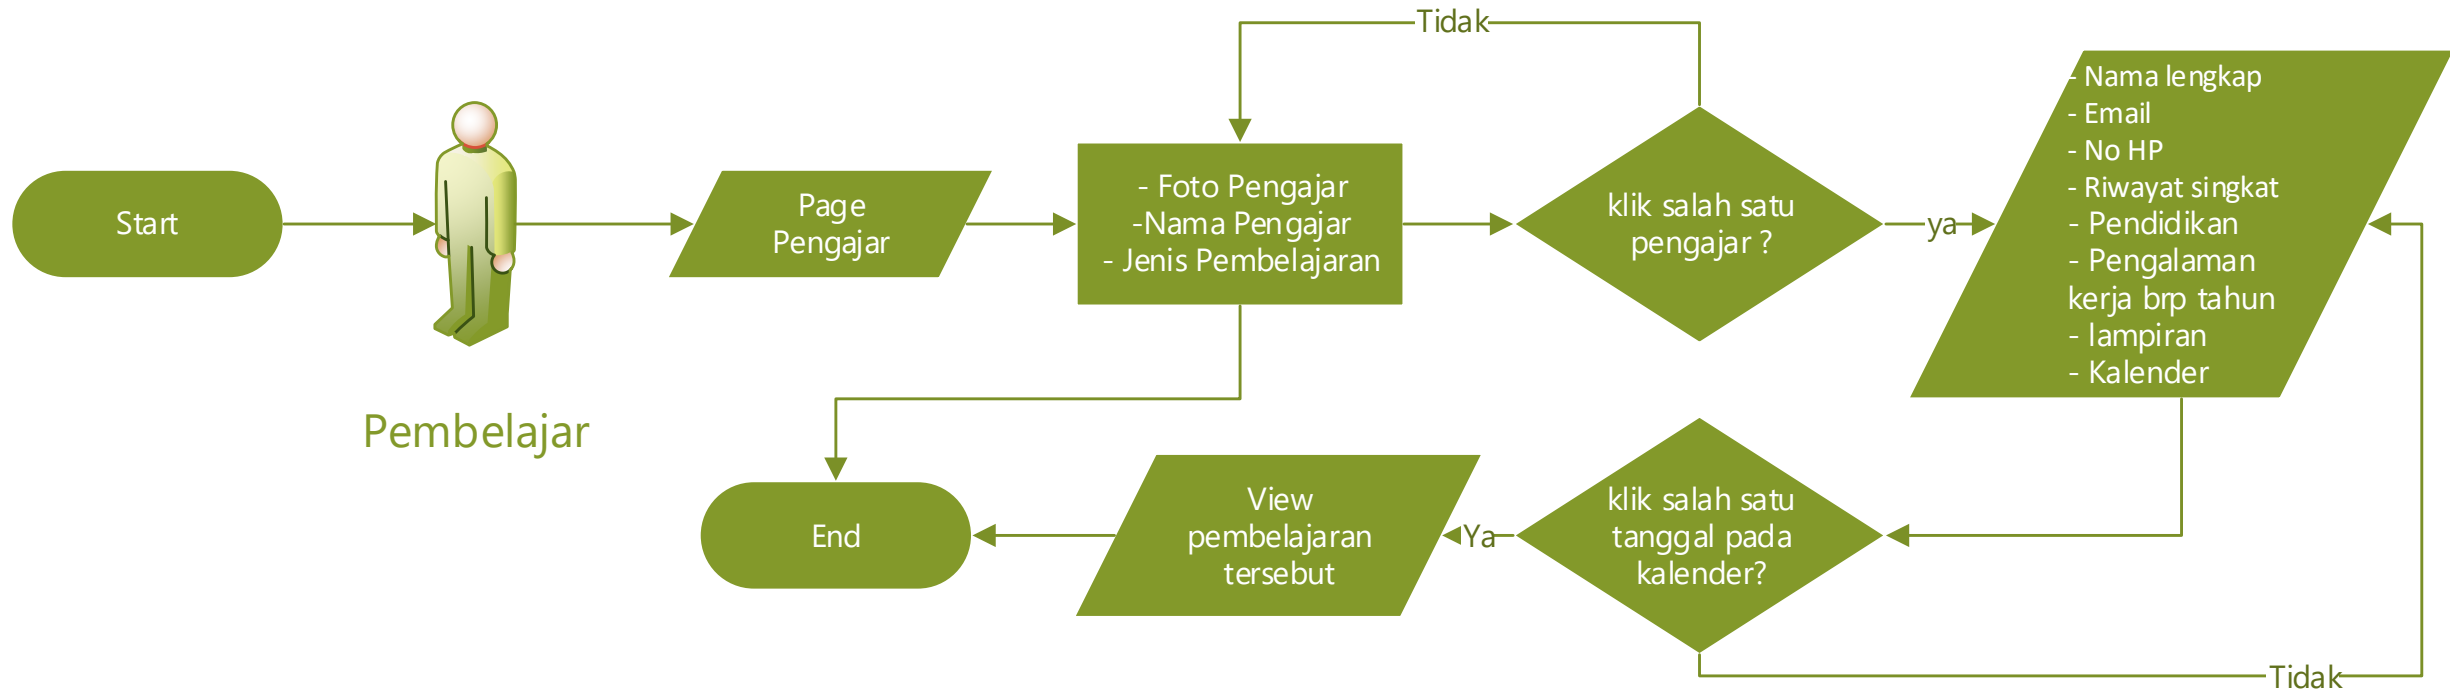 Tidak
Start
Pembelajar
Page
Pengajar
- Foto Pengajar
-Nama Pengajar
- Jenis Pembelajaran
klik salah satu
pengajar ?
ya
- Nama lengkap
- Email
- No HP
- Riwayat singkat
- Pendidikan
- Pengalaman
kerja brp tahun
- lampiran
- Kalender
klik salah satu
tanggal pada
kalender?
Ya
View
pembelajaran
tersebut
End
Tidak